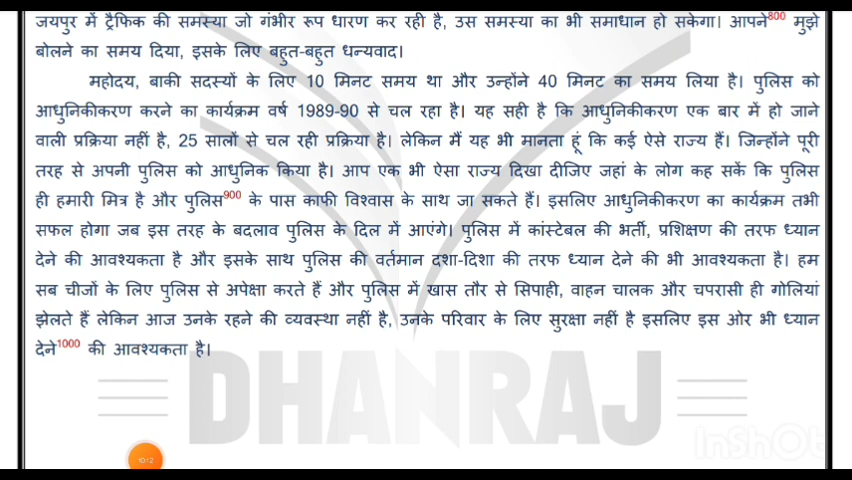 जयपुर में ट्रैफिक की समस्या जो गंभीर रूप धारण कर रही है, उस समस्या का भी समाधान हो सकेगा। आपने800 मुझे
बोलने का समय दिया, इसके लिए बहुत-बहुत धन्यवाद।
महोदय, बाकी सदस्यों के लिए 10 मिनट समय था और उन्होंने 40 मिनट का समय लिया है। पुलिस को
आधुनिकीकरण करने का कार्यक्रम वर्ष 1989-90 से चल रहा है। यह सही है कि आधुनिकीकरण एक बार में हो जाने
वाली प्रक्रिया नहीं है, 25 सालों से चल रही प्रक्रिया है। लेकिन मैं यह भी मानता हूं कि कई ऐसे राज्य हैं। जिन्होंने पूरी
तरह से अपनी पुलिस को आधुनिक किया है। आप एक भी ऐसा राज्य दिखा दीजिए जहां के लोग कह सकें कि पुलिस
ही हमारी मित्र है और पुलिस900 के पास काफी विश्वास के साथ जा सकते हैं। इसलिए आधुनिकीकरण का कार्यक्रम तभी
सफल होगा जब इस तरह के बदलाव पुलिस के दिल में आएंगे। पुलिस में कांस्टेबल की भर्ती, प्रशिक्षण की तरफ ध्यान
देने की आवश्यकता है और इसके साथ पुलिस की वर्तमान दशा-दिशा की तरफ ध्यान देने की भी आवश्यकता है। हम
सब चीजों के लिए पुलिस से अपेक्षा करते हैं और पुलिस में खास तौर से सिपाही, वाहन चालक और चपरासी ही गोलियां
झेलते हैं लेकिन आज उनके रहने की व्यवस्था नहीं है, उनके परिवार के लिए सुरक्षा नहीं है इसलिए इस ओर भी ध्यान
देने1000 की आवश्यकता है।
DHANRAJ
InShOt
10:12